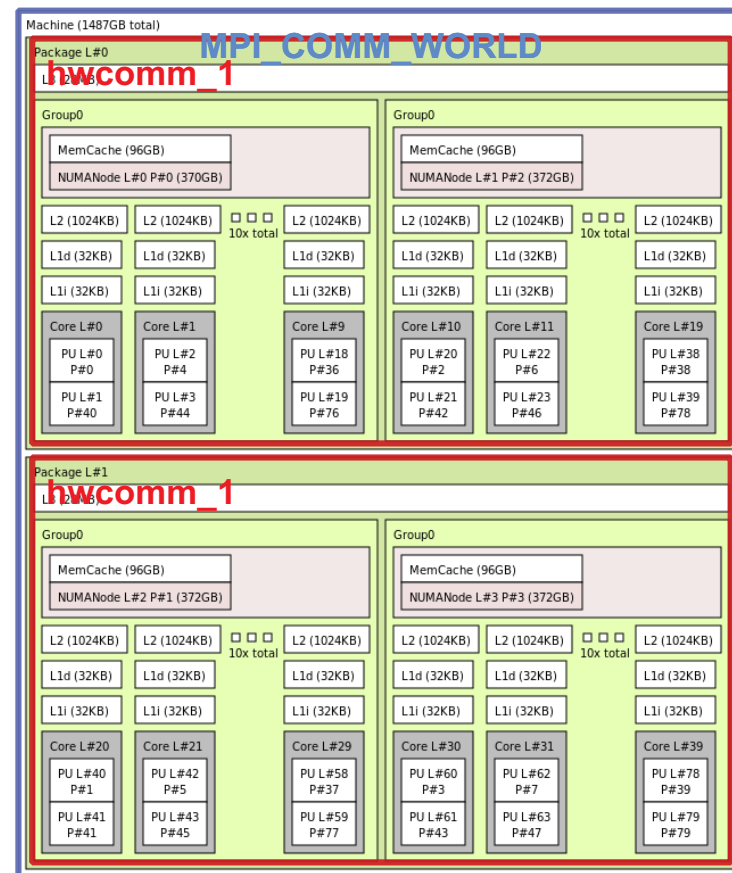 Machine (1487GB total)
MPI_COMM_WORLD
Package L#0
hwcomm_1
Group0 Group0
MemCache (96GB) MemCache (96GB)
NUMANode L#0 P#0 (370GB) NUMANode L#1 P#2 (372GB)
L2 (1024KB) L2 (1024KB) L2 (1024KB) L2 (1024KB) L2 (1024KB) L2 (1024KB)
10x total 10x total
L1d (32KB) L1d (32KB) L1d (32KB) L1d (32KB) L1d (32KB) L1d (32KB)
L1i (32KB) L1i (32KB) L1i (32KB) L1i (32KB) L1i (32KB) L1i (32KB)
Core L#0 Core L#1 Core L#9 Core L#10 Core L#11 Core L#19
PU L#0 PU L#2 PU L#18 PU L#20 PU L#22 PU L#38
P#0 P#4 P#36 P#2 P#6 P#38
PU L#1 PU L#3 PU L#19 PU L#21 PU L#23 PU L#39
P#40 P#44 P#76 P#42 P#46 P#78
Package L#1
hwcomm_1
Group0 Group0
MemCache (96GB) MemCache (96GB)
NUMANode L#2 P#1 (372GB) NUMANode L#3 P#3 (372GB)
L2 (1024KB) L2 (1024KB) L2 (1024KB) L2 (1024KB) L2 (1024KB) L2 (1024KB)
10x total 10x total
L1d (32KB) L1d (32KB) L1d (32KB) L1d (32KB) L1d (32KB) L1d (32KB)
L1i (32KB) L1i (32KB) L1i (32KB) L1i (32KB) L1i (32KB) L1i (32KB)
Core L#20 Core L#21 Core L#29 Core L#30 Core L#31 Core L#39
PU L#40 PU L#42 PU L#58 PU L#60 PU L#62 PU L#78
P#1 P#5 P#37 P#3 P#7 P#39
PU L#41 PU L#43 PU L#59 PU L#61 PU L#63 PU L#79
P#41 P#45 P#77 P#43 P#47 P#79